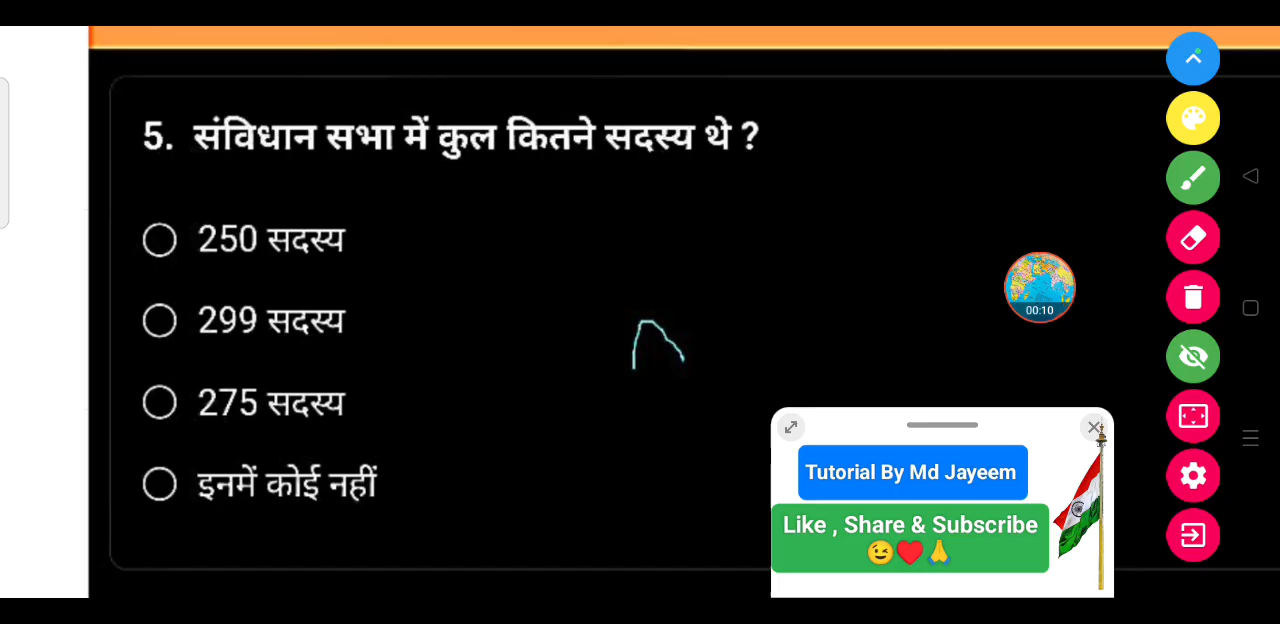 5. संविधान सभा में कुल कितने सदस्य थे ?
250 सदस्य
299 सदस्य
275 सदस्य
इनमें कोई नहीं
00:10
Tutorial By Md Jayeem
Like , Share & Subscribe
😉♥️🙏